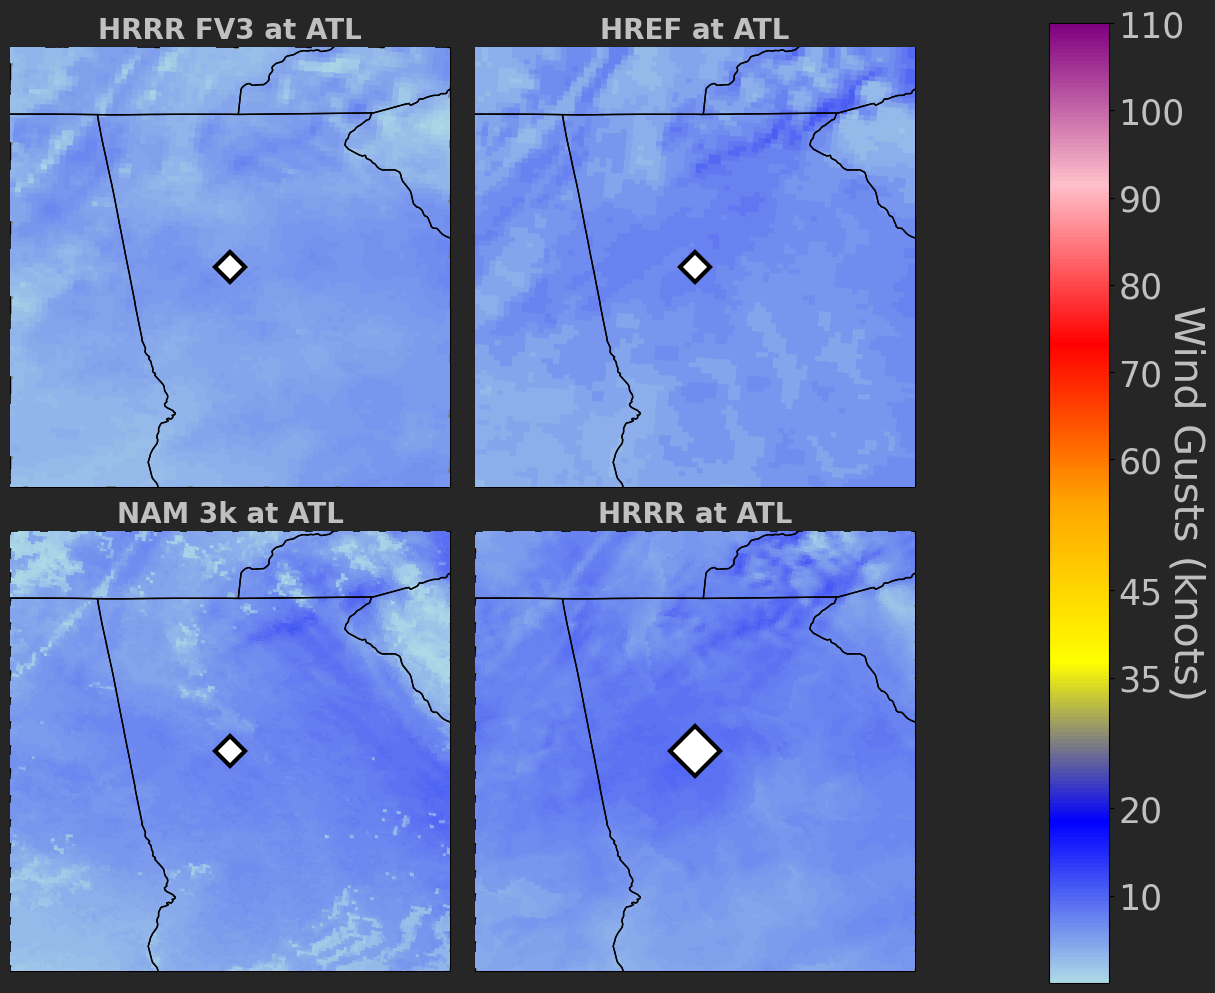 HRRR FV3 at ATL
HREF at ATL
NAM 3k at ATL
HRRR at ATL
110
100
90
80
70
60
45
35
20
10
Wind Gusts (knots)